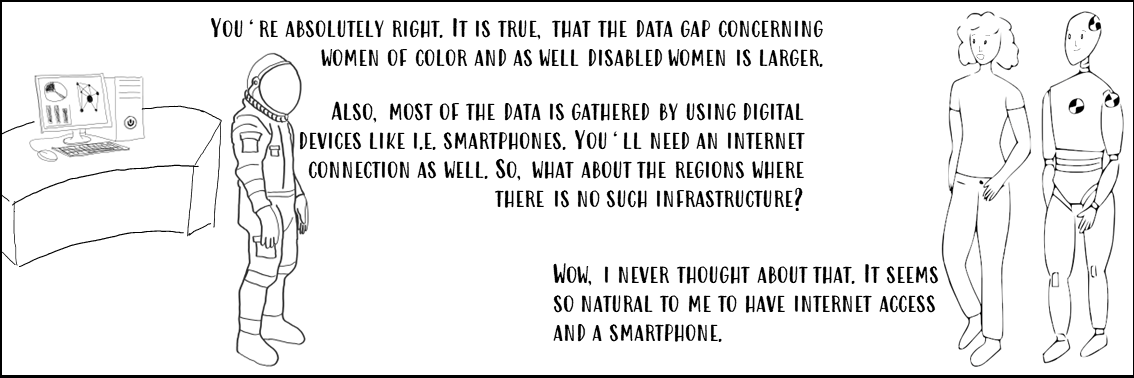 You're absolutely right. It is true, that the data gap concerning
women of color and as well disabled women is larger.
Also, most of the data is gathered by using digital
devices like i.e. smartphones. You'll need an internet
connection as well. So, what about the regions where
there is no such infrastructure?
Wow, I never thought about that. It seems
so natural to me to have internet access
and a smartphone.